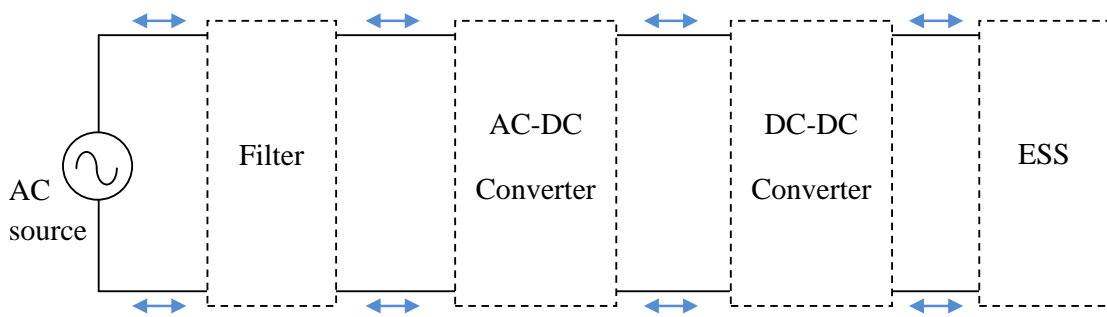 AC
source
Filter
AC-DC
Converter
DC-DC
Converter
ESS